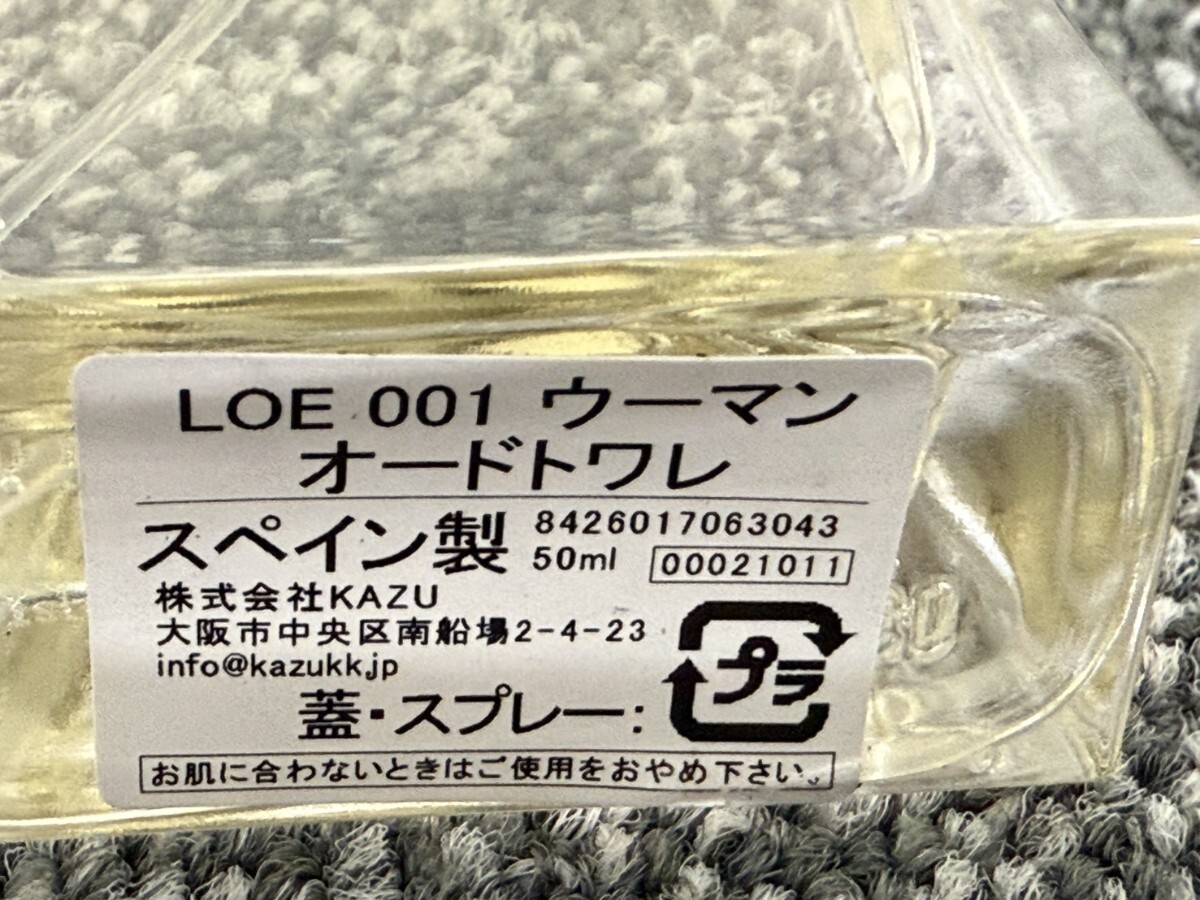 LOE 001 ウーマン
オードトワレ
スペイン製 8426017063043
50ml 00021011
株式会社KAZU
大阪市中央区南船場2-4-23
info@kazukk.jp
蓋・スプレー: プラ
お肌に合わないときはご使用をおやめ下さい。